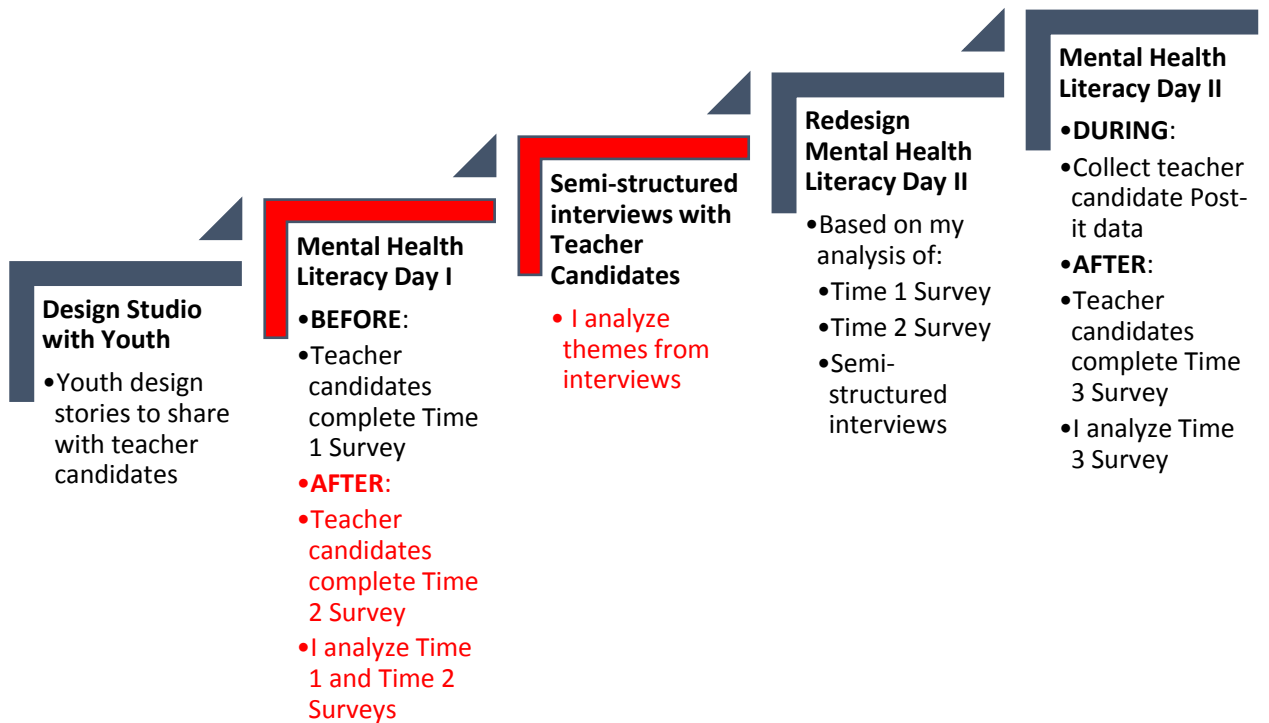 Design Studio
with Youth
•Youth design
stories to share
with teacher
candidates
Mental Health
Literacy Day I
•BEFORE:
•Teacher
candidates
complete Time
1 Survey
•AFTER:
•Teacher
candidates
complete Time
2 Survey
•I analyze Time
1 and Time 2
Surveys
Semi-structured
interviews with
Teacher
Candidates
• I analyze
themes from
interviews
Redesign
Mental Health
Literacy Day II
•Based on my
analysis of:
•Time 1 Survey
•Time 2 Survey
•Semi-
structured
interviews
Mental Health
Literacy Day II
•DURING:
•Collect teacher
candidate Post-
it data
•AFTER:
•Teacher
candidates
complete Time
3 Survey
•I analyze Time
3 Survey